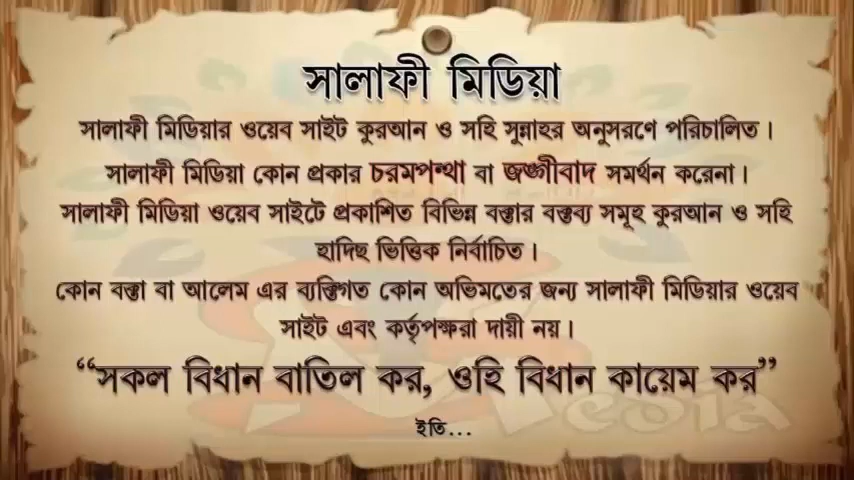 সালাফী মিডিয়া
সালাফী মিডিয়ার ওয়েব সাইট কুরআন ও সহি সুন্নাহর অনুসরণে পরিচালিত।
সালাফী মিডিয়া কোন প্রকার চরমপন্থা বা জঙ্গীবাদ সমর্থন করেনা।
সালাফী মিডিয়া ওয়েব সাইটে প্রকাশিত বিভিন্ন বক্তার বক্তব্য সমূহ কুরআন ও সহি
হাদিছ ভিত্তিক নির্বাচিত।
কোন বক্তা বা আলেম এর ব্যক্তিগত কোন অভিমতের জন্য সালাফী মিডিয়ার ওয়েব
সাইট এবং কর্তৃপক্ষরা দায়ী নয়।
“সকল বিধান বাতিল কর, ওহি বিধান কায়েম কর”
ইতি...